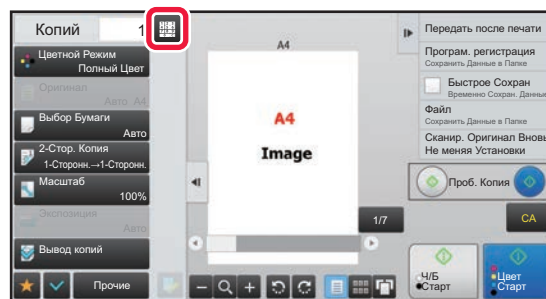 Копий 1
Цветной Режим
Полный Цвет
Оригинал
Авто A4
Выбор Бумаги
Авто
2-Стор. Копия
1-Сторонн.→1-Сторонн.
Масштаб
100%
Экспозиция
Авто
Вывод копий
Прочие
A4
A4
Image
1/7
Передать после печати
Програм. регистрация
Сохранить Данные в Папке
Быстрое Сохран
Временно Сохран. Данные
Файл
Сохранить Данные в Папке
Сканир. Оригинал Вновь
Не меняя Установки
Проб. Копия
CA
Ч/Б
Старт
Цвет
Старт